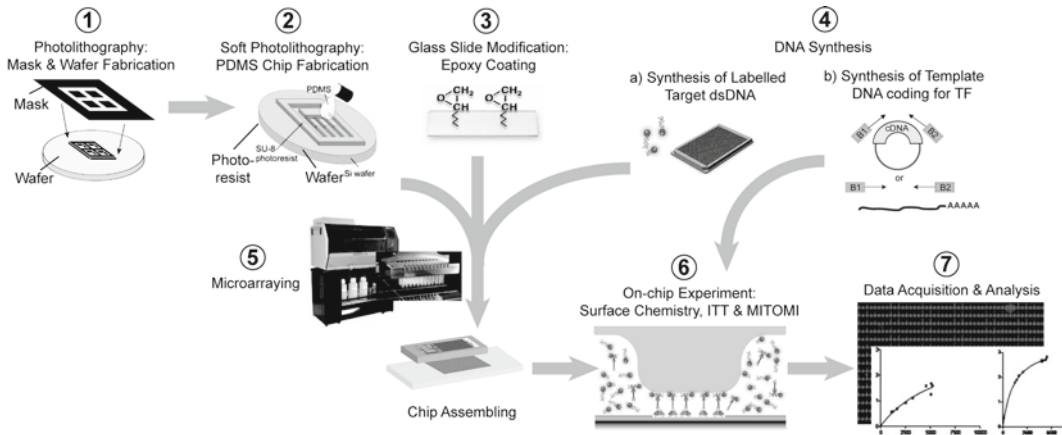 1
Photolithography:
Mask & Wafer Fabrication
Mask
Wafer
2
Soft Photolithography:
PDMS Chip Fabrication
PDMS
SU-8
photoresist
Photo-
resist
Wafer
Si wafer
3
Glass Slide Modification:
Epoxy Coating
O CH₂ O CH₂
CH CH
4
DNA Synthesis
a) Synthesis of Labelled
Target dsDNA
b) Synthesis of Template
DNA coding for TF
B1 cDNA B2
or
B1 B2
AAAAA
5
Microarraying
Chip Assembling
6
On-chip Experiment:
Surface Chemistry, ITT & MITOMI
7
Data Acquisition & Analysis